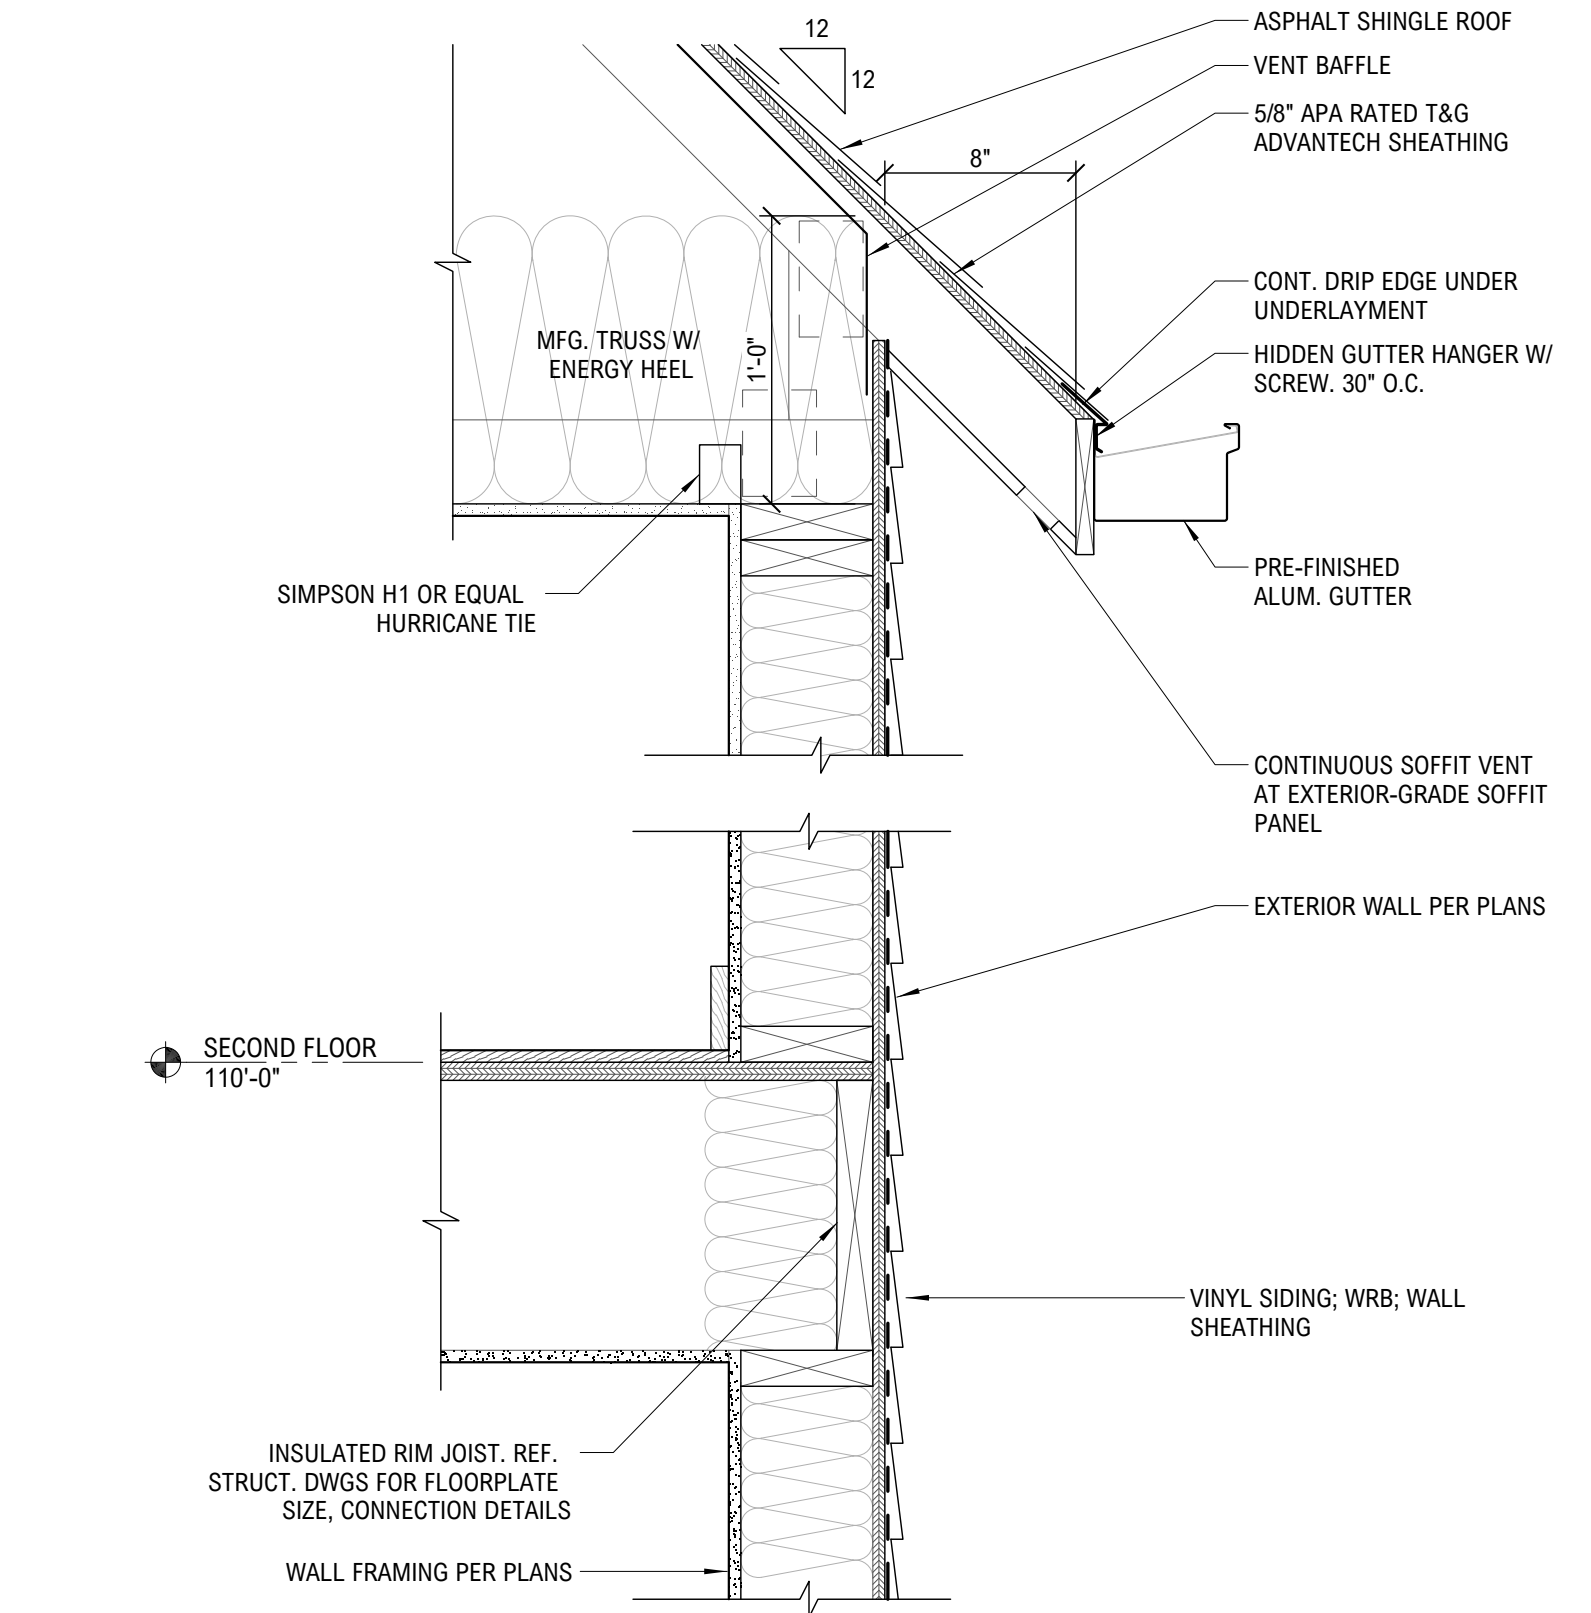 12
12
ASPHALT SHINGLE ROOF
VENT BAFFLE
5/8" APA RATED T&G
ADVANTECH SHEATHING
8"
CONT. DRIP EDGE UNDER
UNDERLAYMENT
MFG. TRUSS W/
ENERGY HEEL
1'-0"
HIDDEN GUTTER HANGER W/
SCREW. 30" O.C.
SIMPSON H1 OR EQUAL
HURRICANE TIE
PRE-FINISHED
ALUM. GUTTER
CONTINUOUS SOFFIT VENT
AT EXTERIOR-GRADE SOFFIT
PANEL
EXTERIOR WALL PER PLANS
SECOND FLOOR
110'-0"
VINYL SIDING; WRB; WALL
SHEATHING
INSULATED RIM JOIST. REF.
STRUCT. DWGS FOR FLOORPLATE
SIZE, CONNECTION DETAILS
WALL FRAMING PER PLANS